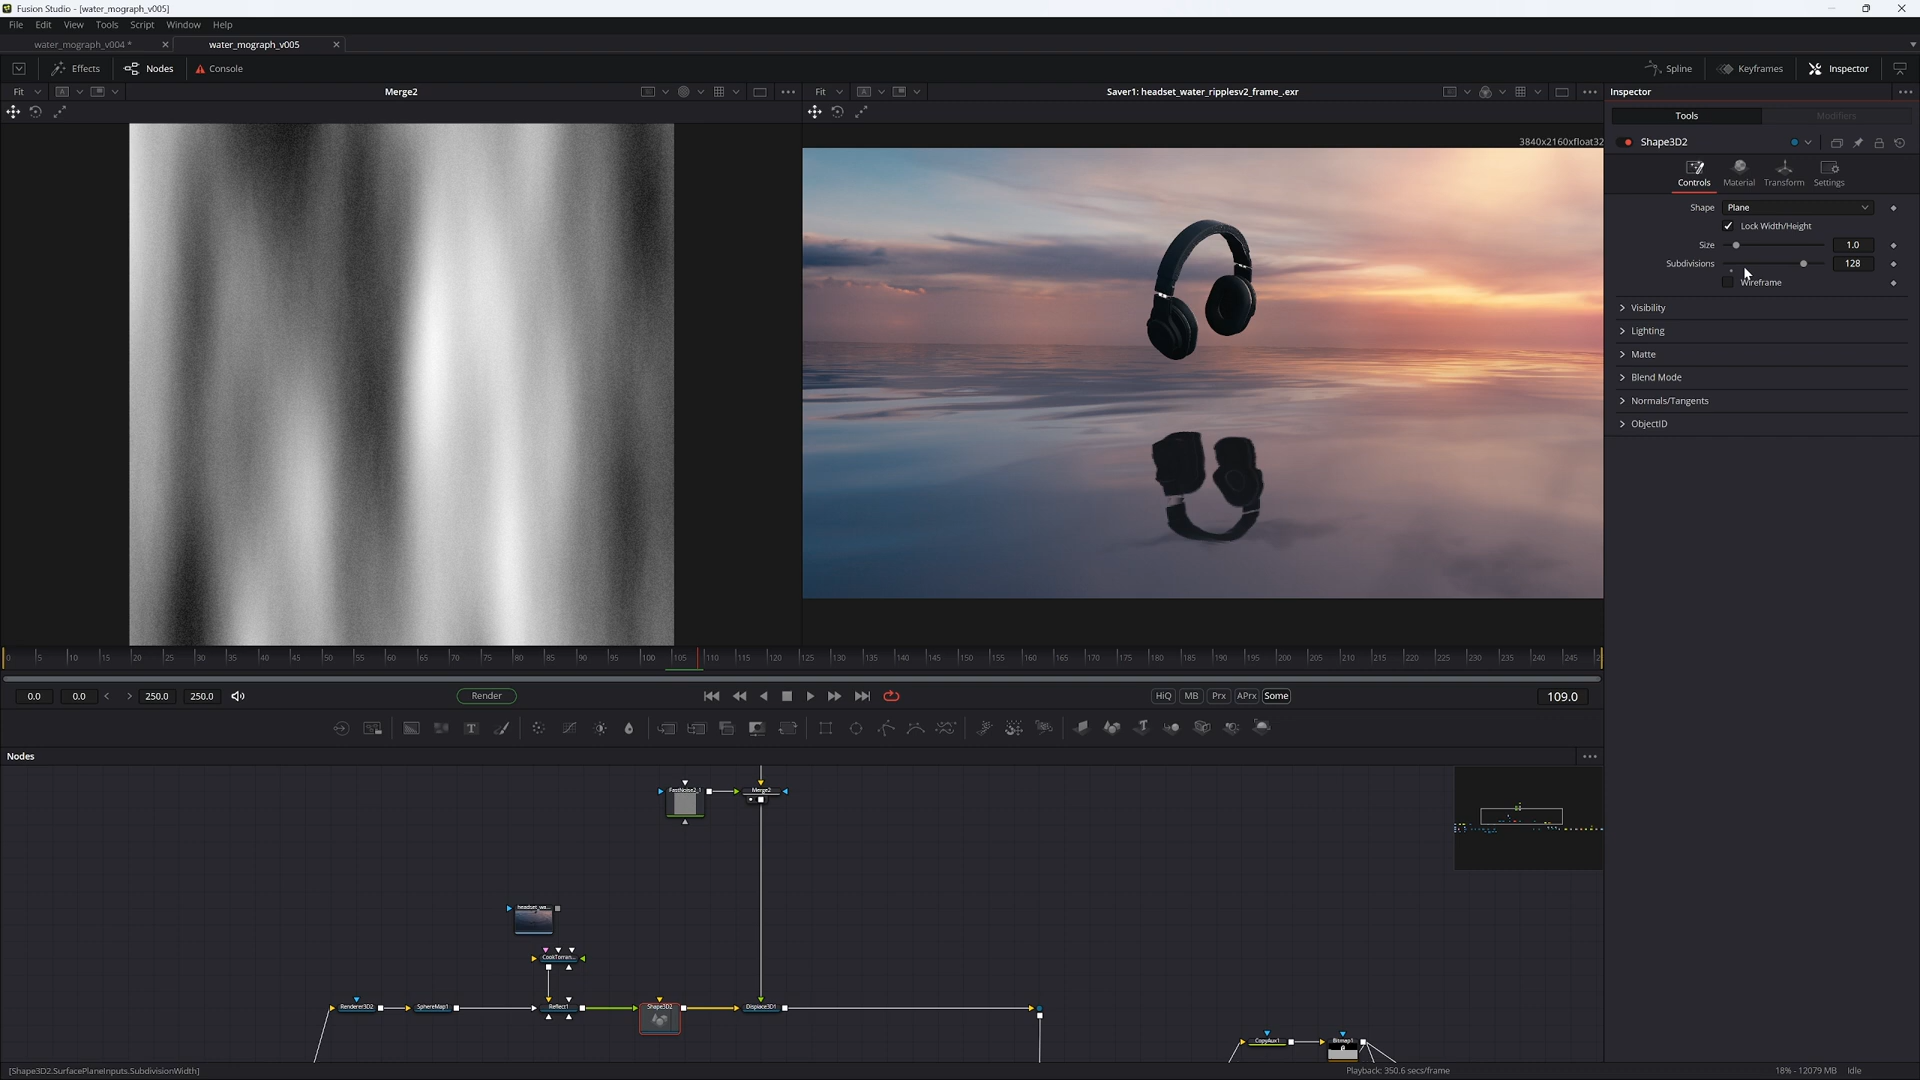 Fusion Studio - [water_mograph_v005]
File Edit View Tools Script Window Help
water_mograph_v004 * water_mograph_v005
Effects Nodes Console Spline Keyframes Inspector
Fit Merge2 Fit Saver1: headset_water_ripplesv2_frame_.exr Inspector
Tools Modifiers
3840x2160xfloat32
Shape3D2
Controls Material Transform Settings
Shape Plane
Lock Width/Height
Size 1.0
Subdivisions 128
Wireframe
Visibility
Lighting
Matte
Blend Mode
Normals/Tangents
ObjectID
0 5 10 15 20 25 30 35 40 45 50 55 60 65 70 75 80 85 90 95 100 105 110 115 120 125 130 135 140 145 150 155 160 165 170 175 180 185 190 195 200 205 210 215 220 225 230 235 240 245
0.0 0.0 250.0 250.0 Render HiQ MB Prx APrx Some 109.0
Nodes
FastNoise2_1 Merge2
headset_wa...
CookTorran...
Renderer3D2 SphereMap1 Reflect1 Shape3D2 Displace3D1
CopyAux1 Bitmap1
[Shape3D2.SurfacePlaneInputs.SubdivisionWidth] Playback: 350.6 secs/frame 18% - 12079 MB Idle